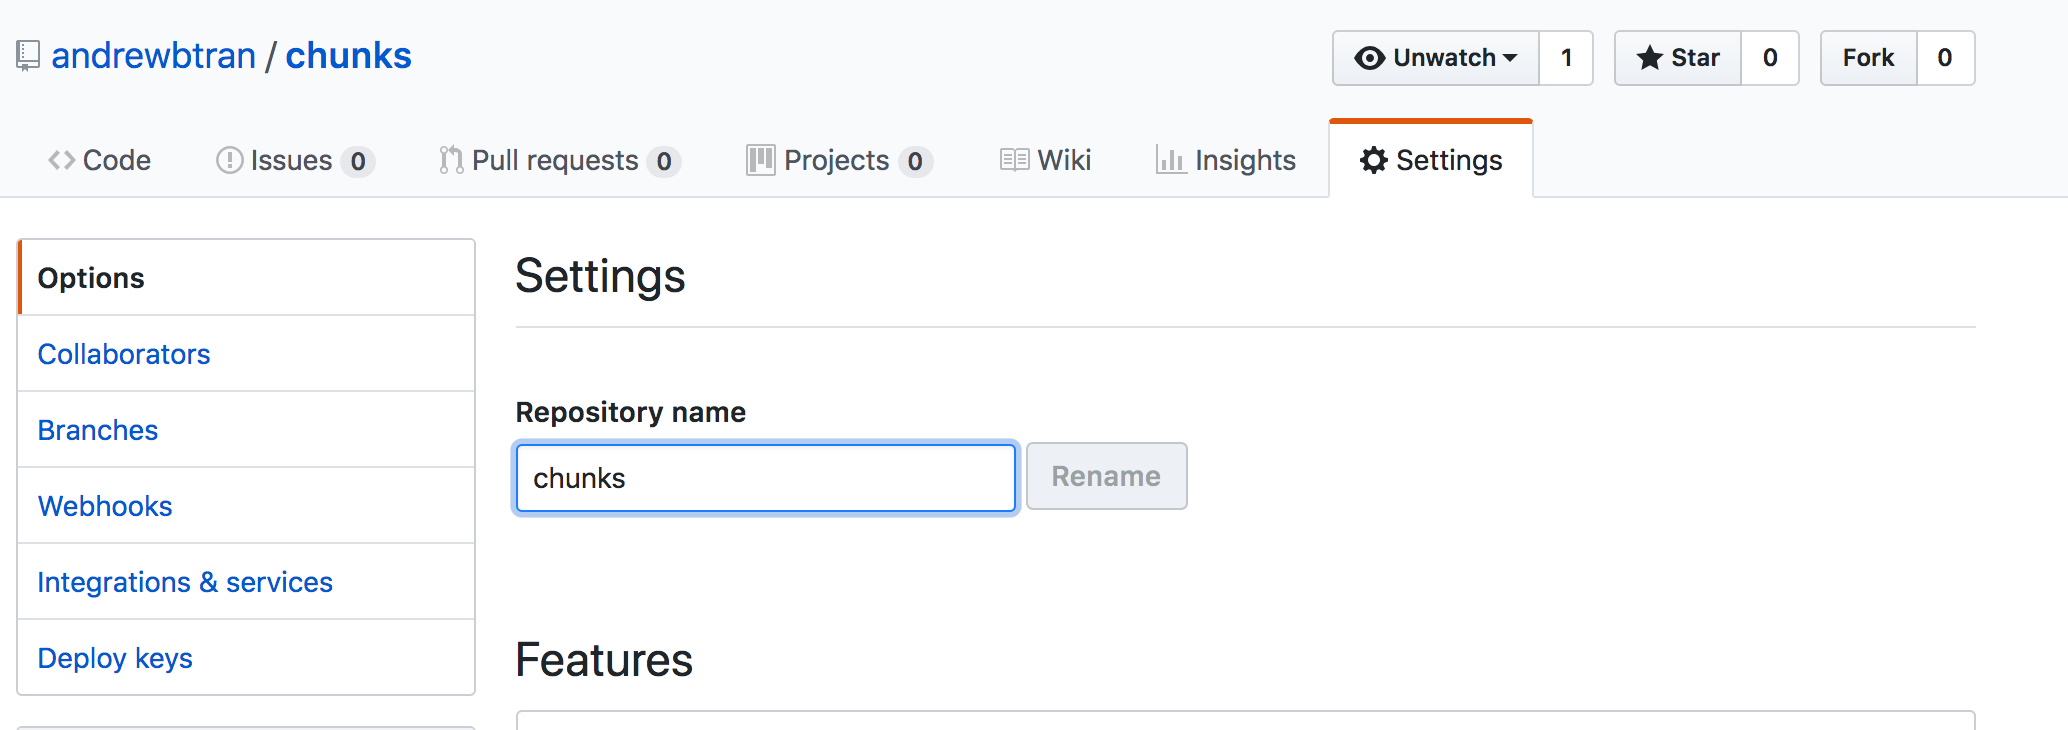 andrewbtran / chunks
Unwatch 1 Star 0 Fork 0
Code Issues 0 Pull requests 0 Projects 0 Wiki Insights Settings
Options
Collaborators
Branches
Webhooks
Integrations & services
Deploy keys
Settings
Repository name
chunks Rename
Features